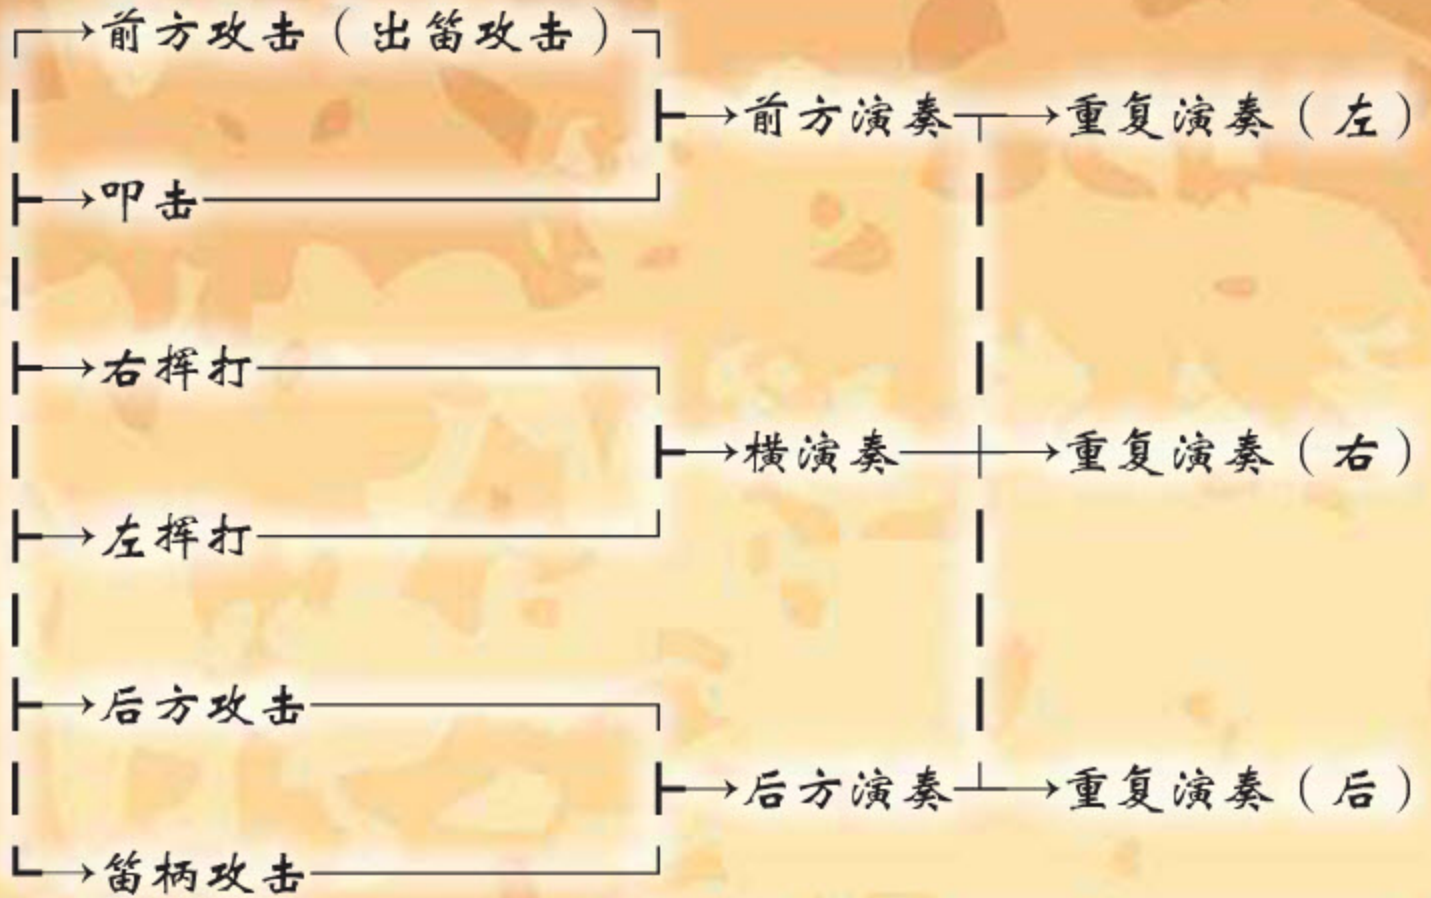 前方攻击（出笛攻击）
前方演奏 重复演奏（左）
叩击
右挥打
横演奏 重复演奏（右）
左挥打
后方攻击
后方演奏 重复演奏（后）
笛柄攻击